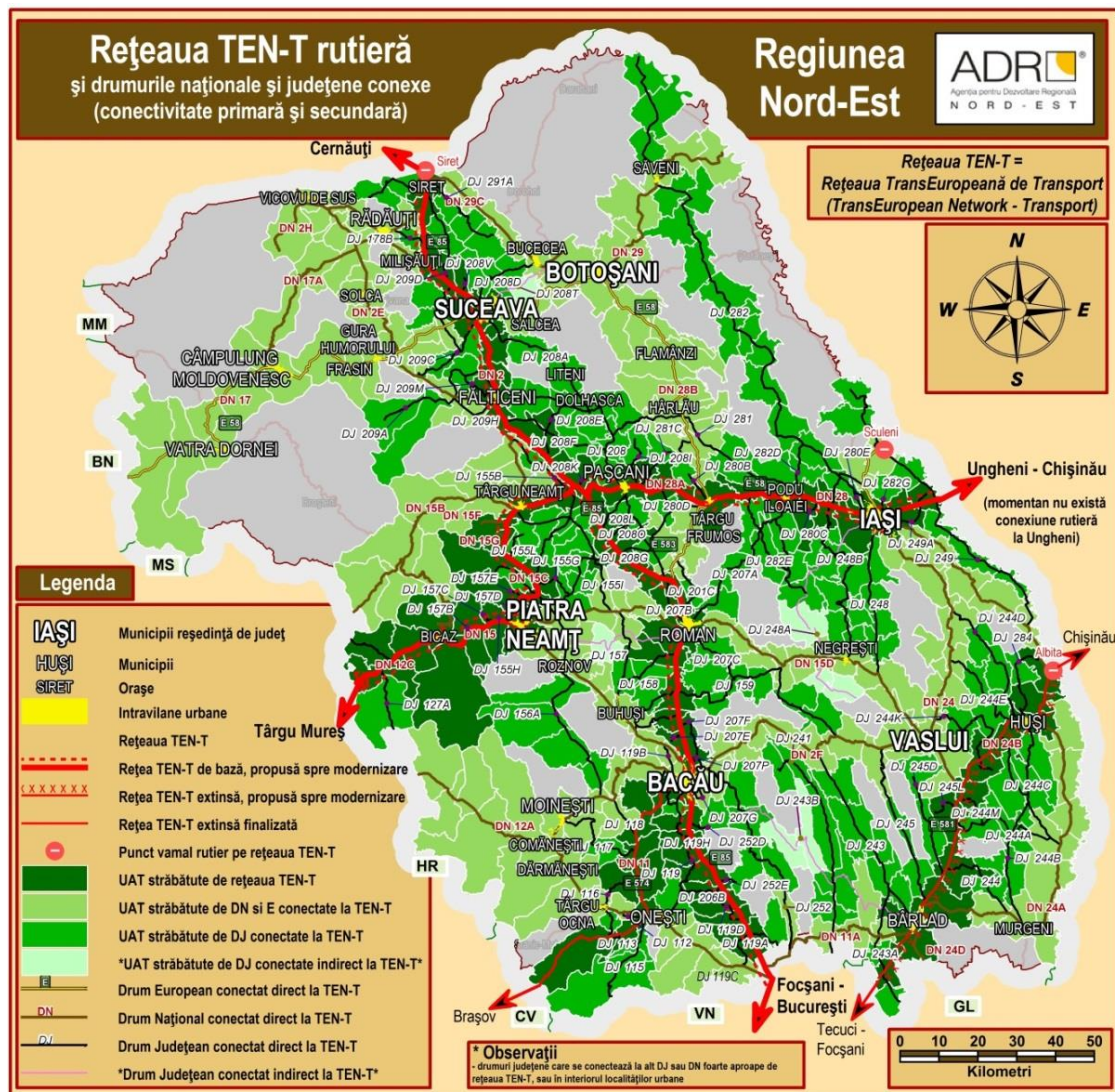 Reţeaua TEN-T rutieră
şi drumurile naţionale şi judeţene conexe
(conectivitate primară şi secundară)
Regiunea
Nord-Est
ADR
Agenţia pentru Dezvoltare Regională
NORD-EST
Reţeaua TEN-T =
Reţeaua TransEuropeană de Transport
(TransEuropean Network - Transport)
N
W E
S
Cernăuţi
Siret
SIRET
DJ 291A
DN 29C
VICOVU DE SUS
RĂDĂUŢI
DN 2H
DJ 178B
E 85
MILIŞĂUŢI
DJ 208V
DJ 209D
DJ 208D
DJ 208T
BUCECEA
BOTOŞANI
SĂVENI
DN 29
DN 17A
SOLCA
DN 2E
SUCEAVA
SALCEA
E 58
DJ 282
MM
GURA
HUMORULUI
FRASIN
CÂMPULUNG
MOLDOVENESC
DJ 209C
DN 2
DJ 208A
LITENI
FLAMÂNZI
DN 17
DJ 209M
FĂLTICENI
DOLHASCA
DN 28B
HÂRLĂU
E 58
VATRA DORNEI
DJ 209A
DJ 209H
DJ 208E
DJ 208F
DJ 281
DJ 281C
BN
DJ 208
DJ 208I
DJ 282D
DJ 280B
DJ 280E
Sculeni
DJ 208K
DJ 155B
PAŞCANI
TÂRGU NEAMŢ
DN 28A
E 58
PODU
ILOAIEI
DN 28
DJ 282G
IAŞI
Ungheni - Chişinău
(momentan nu există
conexiune rutieră
la Ungheni)
DN 15B
DN 15F
DN 15G
E 85
DJ 208L
DJ 280D
TÂRGU
FRUMOS
DJ 208O
E 583
DJ 208G
DJ 280C
DJ 248B
DJ 249A
DJ 249
DJ 282E
DJ 207A
MS
DJ 155L
DJ 155G
DJ 155I
DJ 157C
DJ 157E
DJ 157D
DJ 157B
DN 15C
DJ 201C
DJ 248
DJ 244D
DJ 284
Chişinău
Albita
PIATRA
NEAMŢ
BICAZ
DN 15
DN 12C
ROMAN
DJ 207B
DJ 248A
NEGREŞTI
DN 15D
DJ 207C
DJ 157
ROZNOV
DJ 155H
DJ 158
DJ 159
DJ 127A
DJ 156A
BUHUŞI
Târgu Mureş
DJ 207F
DJ 207E
DJ 207P
DJ 241
DN 2F
DJ 244K
DN 24
DJ 244E
HUŞI
VASLUI
DN 24B
DJ 119B
BACĂU
DJ 245D
DJ 245L
DJ 244C
DJ 244M
MOINEŞTI
DN 12A
COMĂNEŞTI
DĂRMĂNEŞTI
DJ 118
DJ 117
DJ 207G
DJ 243B
DJ 245
E 581
DJ 244A
DJ 119H
DJ 252D
DJ 243
DJ 244B
HR
DN 11
DJ 119
E 85
DJ 252E
DJ 244
E 574
DJ 116
TÂRGU
OCNA
ONEŞTI
DJ 206B
DJ 252
BÂRLAD
DN 24A
MURGENI
DJ 113
DJ 112
DJ 119D
DJ 119A
DN 11A
DJ 243A
DN 24D
DJ 115
DJ 119C
Braşov
CV
VN
Focşani -
Bucureşti
Tecuci -
Focşani
GL
Legenda
IAŞI Municipii reşedinţă de judeţ
HUŞI Municipii
SIRET Oraşe
Intravilane urbane
Reţeaua TEN-T
Reţea TEN-T de bază, propusă spre modernizare
Reţea TEN-T extinsă, propusă spre modernizare
Reţea TEN-T extinsă finalizată
Punct vamal rutier pe reţeaua TEN-T
UAT străbătute de reţeaua TEN-T
UAT străbătute de DN si E conectate la TEN-T
UAT străbătute de DJ conectate la TEN-T
*UAT străbătute de DJ conectate indirect la TEN-T*
E Drum European conectat direct la TEN-T
DN Drum Naţional conectat direct la TEN-T
DJ Drum Judeţean conectat direct la TEN-T
*Drum Judeţean conectat indirect la TEN-T*
* Observaţii
- drumuri judeţene care se conectează la alt DJ sau DN foarte aproape de
reţeaua TEN-T, sau în interiorul localităţilor urbane
0 10 20 30 40 50
Kilometri